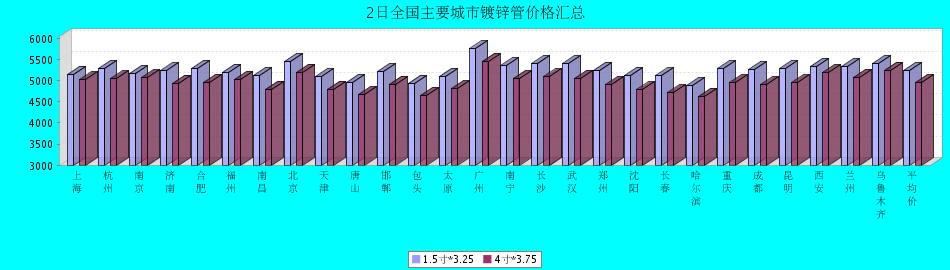 2日全国主要城市镀锌管价格汇总
6000
5500
5000
4500
4000
3500
3000
上海 杭州 南京 济南 合肥 福州 南昌 北京 天津 唐山 邯郸 包头 太原 广州 南宁 长沙 武汉 郑州 沈阳 长春 哈尔滨 重庆 成都 昆明 西安 兰州 乌鲁木齐 平均价
1.5寸*3.25 4寸*3.75